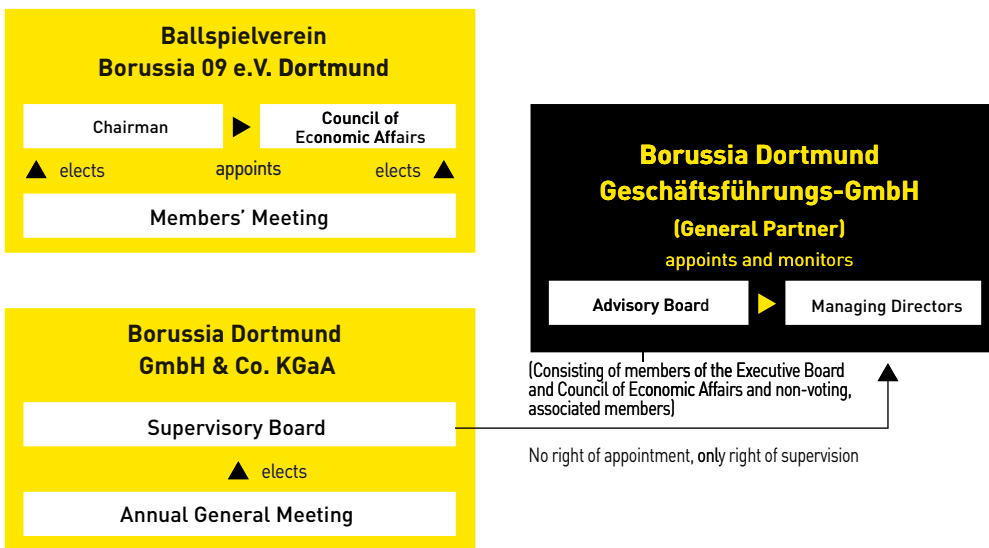 Ballspielverein
Borussia 09 e.V. Dortmund
Chairman
Council of
Economic Affairs
elects
appoints
elects
Members’ Meeting
Borussia Dortmund
Geschäftsführungs-GmbH
(General Partner)
appoints and monitors
Advisory Board
Managing Directors
(Consisting of members of the Executive Board
and Council of Economic Affairs and non-voting,
associated members)
Borussia Dortmund
GmbH & Co. KGaA
Supervisory Board
No right of appointment, only right of supervision
elects
Annual General Meeting